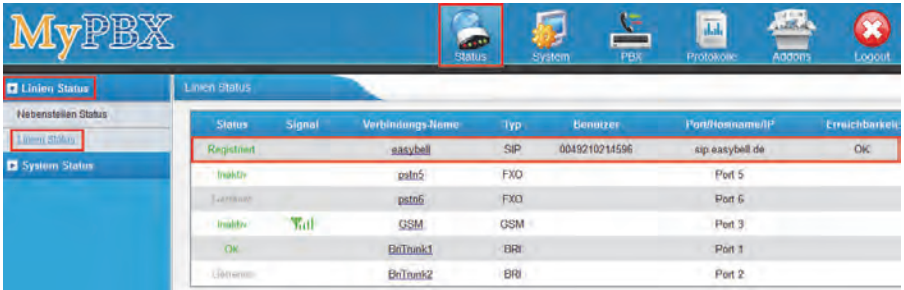 MyPBX
Status System PBX Protokolle Addons Logout
Linien Status
Nebenstellen Status
Linien Status
System Status
Linien Status
Status Signal Verbindungs-Name Typ Benutzer Port/Hostname/IP Erreichbarkeit
Registriert easybell SIP 0049210214596 sip.easybell.de OK
Inaktiv pstn5 FXO Port 5
pstn6 FXO Port 6
Inaktiv GSM GSM Port 3
OK BriTrunk1 BRI Port 1
BriTrunk2 BRI Port 2